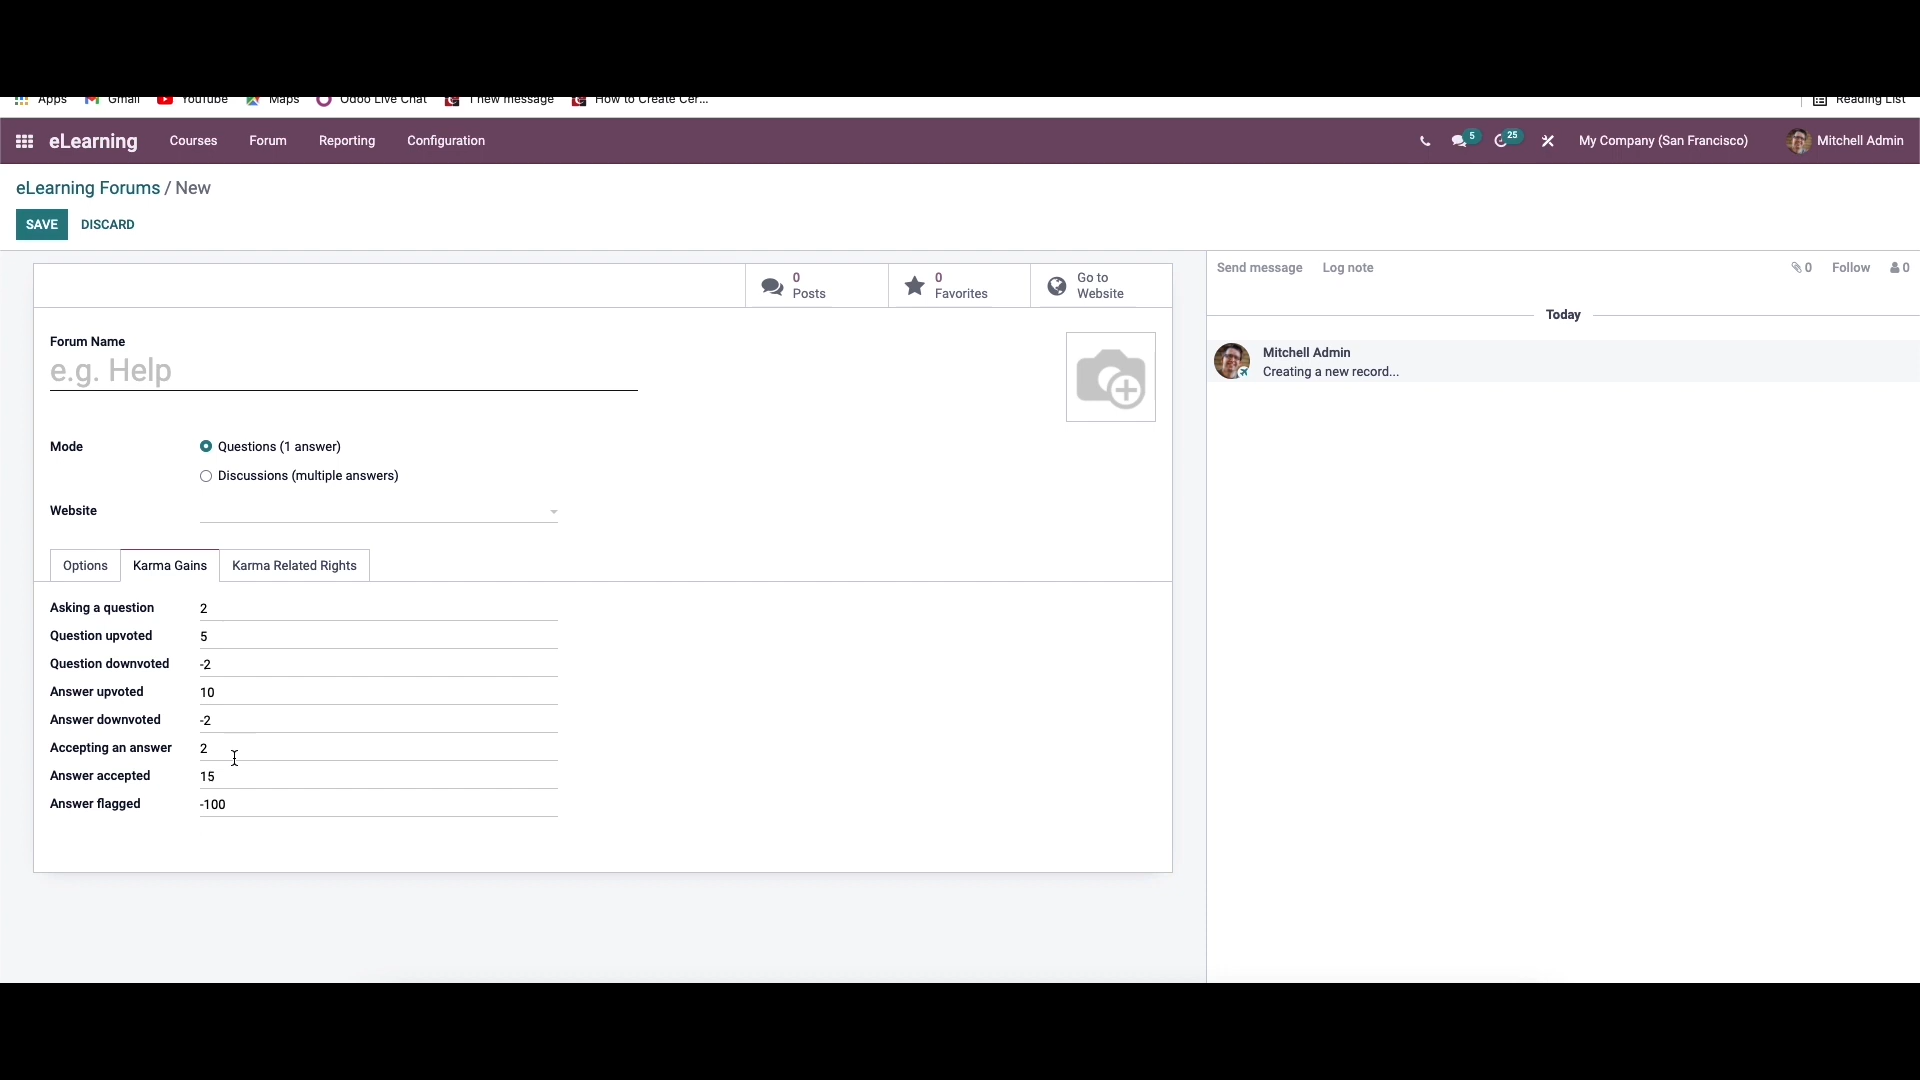 Apps Gmail YouTube Maps Odoo Live Chat 1 new message How to Create Cer... Reading List
eLearning Courses Forum Reporting Configuration 5 25 My Company (San Francisco) Mitchell Admin
eLearning Forums / New
SAVE DISCARD
0 Posts
0 Favorites
Go to Website
Send message Log note 0 Follow 0
Today
Mitchell Admin
Creating a new record...
Forum Name
e.g. Help
Mode Questions (1 answer)
Discussions (multiple answers)
Website
Options Karma Gains Karma Related Rights
Asking a question 2
Question upvoted 5
Question downvoted -2
Answer upvoted 10
Answer downvoted -2
Accepting an answer 2
Answer accepted 15
Answer flagged -100